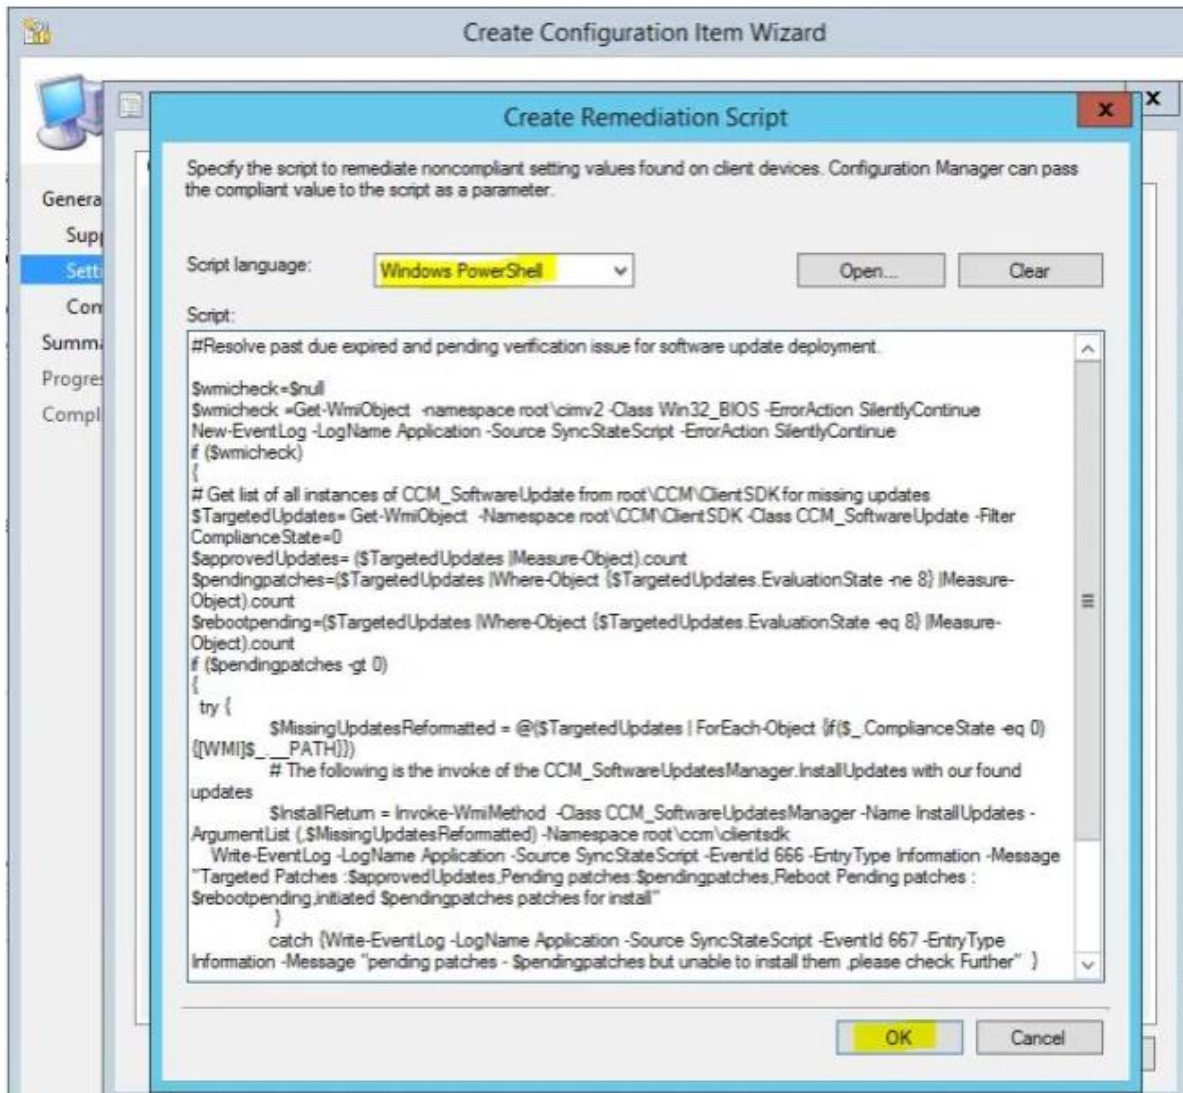 Create Configuration Item Wizard
x
Create Remediation Script
x
Specify the script to remediate noncompliant setting values found on client devices. Configuration Manager can pass
the compliant value to the script as a parameter.
Genera
Supp
Setti
Com
Summa
Progres
Compl
Script language:
Windows PowerShell
Open...
Clear
Script:
#Resolve past due expired and pending verification issue for software update deployment.
$wmicheck=$null
$wmicheck =Get-WmiObject -namespace root\cimv2 -Class Win32_BIOS -ErrorAction SilentlyContinue
New-EventLog -LogName Application -Source SyncStateScript -ErrorAction SilentlyContinue
if ($wmicheck)
{
# Get list of all instances of CCM_SoftwareUpdate from root\CCM\ClientSDK for missing updates
$TargetedUpdates= Get-WmiObject -Namespace root\CCM\ClientSDK -Class CCM_SoftwareUpdate -Filter
ComplianceState=0
$approvedUpdates= ($TargetedUpdates |Measure-Object).count
$pendingpatches=($TargetedUpdates |Where-Object {$TargetedUpdates.EvaluationState -ne 8} |Measure-
Object).count
$rebootpending=($TargetedUpdates |Where-Object {$TargetedUpdates.EvaluationState -eq 8} |Measure-
Object).count
if ($pendingpatches -gt 0)
{
try {
$MissingUpdatesReformatted = @($TargetedUpdates | ForEach-Object {if($_.ComplianceState -eq 0)
{[WMI]$_.__PATH}})
# The following is the invoke of the CCM_SoftwareUpdatesManager.InstallUpdates with our found
updates
$InstallReturn = Invoke-WmiMethod -Class CCM_SoftwareUpdatesManager -Name InstallUpdates -
ArgumentList (,$MissingUpdatesReformatted) -Namespace root\ccm\clientsdk
Write-EventLog -LogName Application -Source SyncStateScript -EventId 666 -EntryType Information -Message
"Targeted Patches :$approvedUpdates,Pending patches:$pendingpatches,Reboot Pending patches :
$rebootpending,initiated $pendingpatches patches for install"
}
catch {Write-EventLog -LogName Application -Source SyncStateScript -EventId 667 -EntryType
Information -Message "pending patches - $pendingpatches but unable to install them ,please check Further" }
OK
Cancel